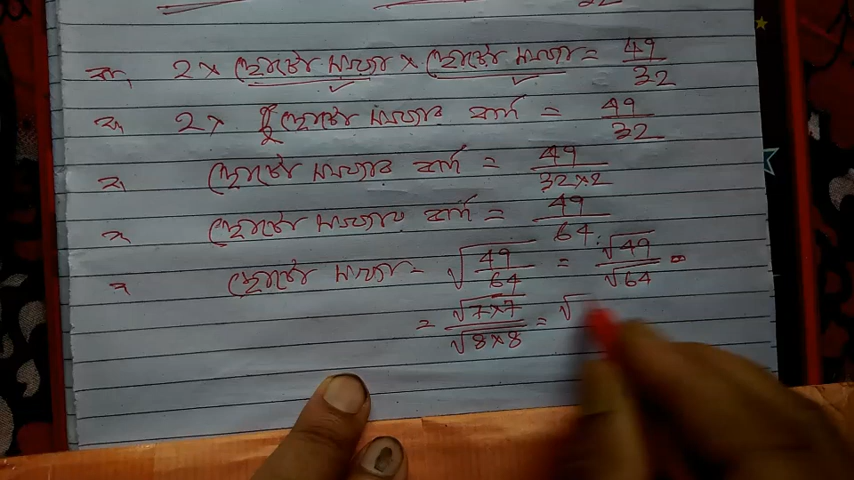 বা, 2 × ছোটো সংখ্যা × ছোটো সংখ্যা = 49/32
বা, 2 × ছোটো সংখ্যার বর্গ = 49/32
বা, ছোটো সংখ্যার বর্গ = 49/32×2
বা, ছোটো সংখ্যার বর্গ = 49/64
বা, ছোটো সংখ্যা = √49/64 = √49/√64 =
= √7×7/√8×8 = √